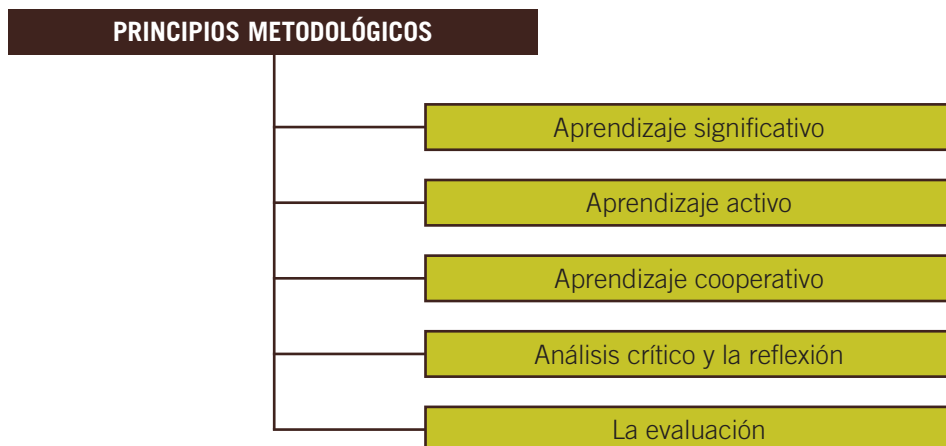 PRINCIPIOS METODOLÓGICOS
Aprendizaje significativo
Aprendizaje activo
Aprendizaje cooperativo
Análisis crítico y la reflexión
La evaluación